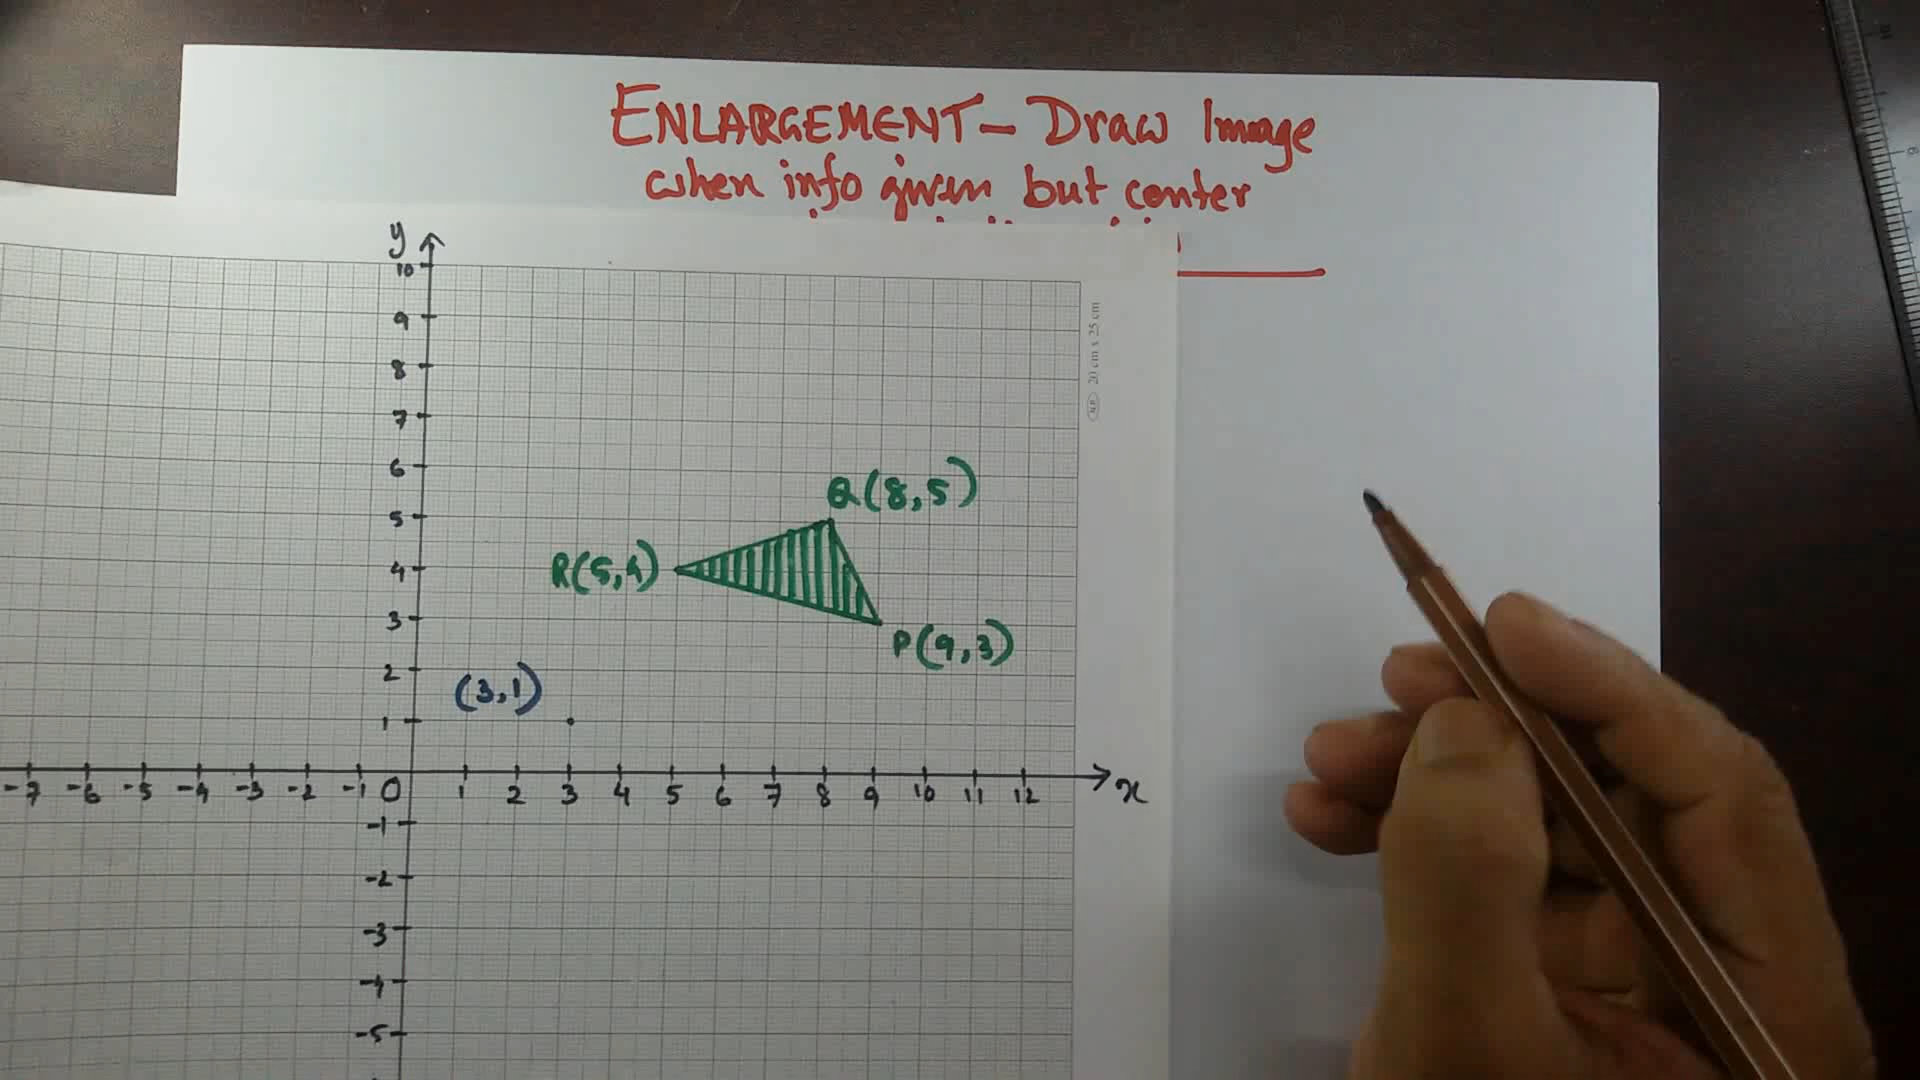 ENLARGEMENT - Draw Image
when info given but center
y
10
9
8
7
6
5
4
3
2
1
Q(8,5)
R(5,4)
P(9,3)
(3,1)
-7 -6 -5 -4 -3 -2 -1 0 1 2 3 4 5 6 7 8 9 10 11 12 x
-1
-2
-3
-4
-5
20 cm x 25 cm